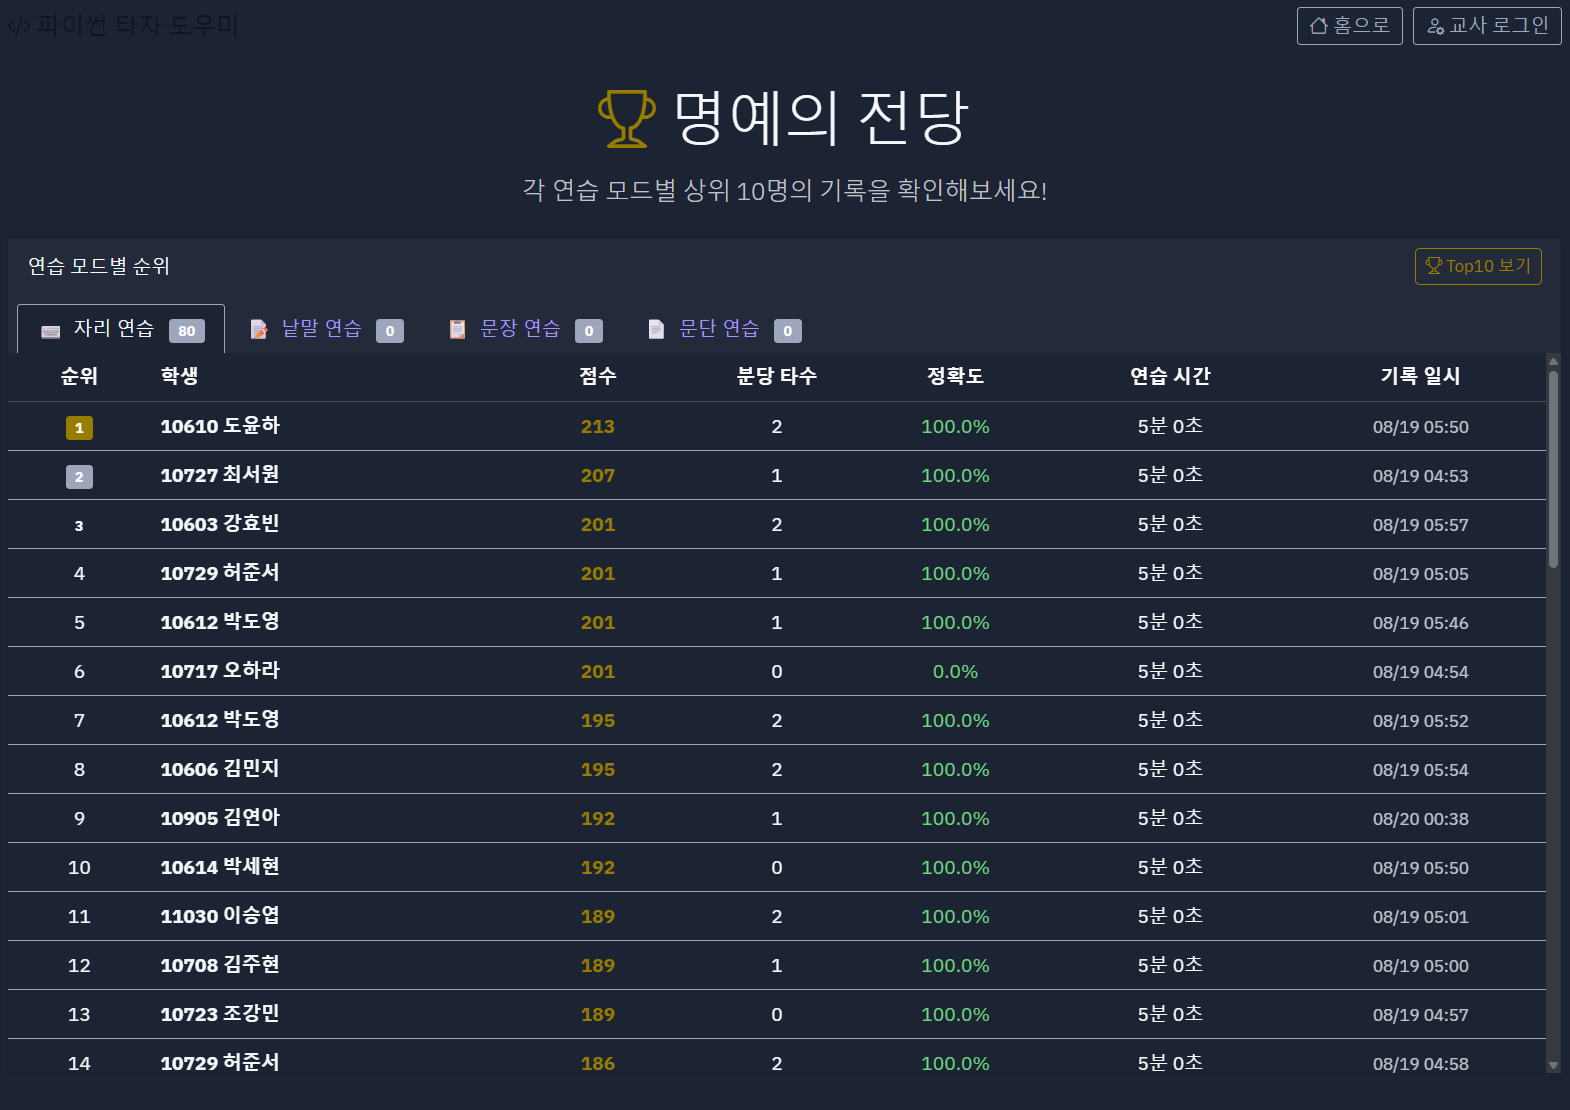 </> 파이썬 타자 도우미
홈으로
교사 로그인
명예의 전당
각 연습 모드별 상위 10명의 기록을 확인해보세요!
연습 모드별 순위
Top10 보기
자리 연습 80
낱말 연습 0
문장 연습 0
문단 연습 0
순위 학생 점수 분당 타수 정확도 연습 시간 기록 일시
1 10610 도윤하 213 2 100.0% 5분 0초 08/19 05:50
2 10727 최서원 207 1 100.0% 5분 0초 08/19 04:53
3 10603 강효빈 201 2 100.0% 5분 0초 08/19 05:57
4 10729 허준서 201 1 100.0% 5분 0초 08/19 05:05
5 10612 박도영 201 1 100.0% 5분 0초 08/19 05:46
6 10717 오하라 201 0 0.0% 5분 0초 08/19 04:54
7 10612 박도영 195 2 100.0% 5분 0초 08/19 05:52
8 10606 김민지 195 2 100.0% 5분 0초 08/19 05:54
9 10905 김연아 192 1 100.0% 5분 0초 08/20 00:38
10 10614 박세현 192 0 100.0% 5분 0초 08/19 05:50
11 11030 이승엽 189 2 100.0% 5분 0초 08/19 05:01
12 10708 김주현 189 1 100.0% 5분 0초 08/19 05:00
13 10723 조강민 189 0 100.0% 5분 0초 08/19 04:57
14 10729 허준서 186 2 100.0% 5분 0초 08/19 04:58